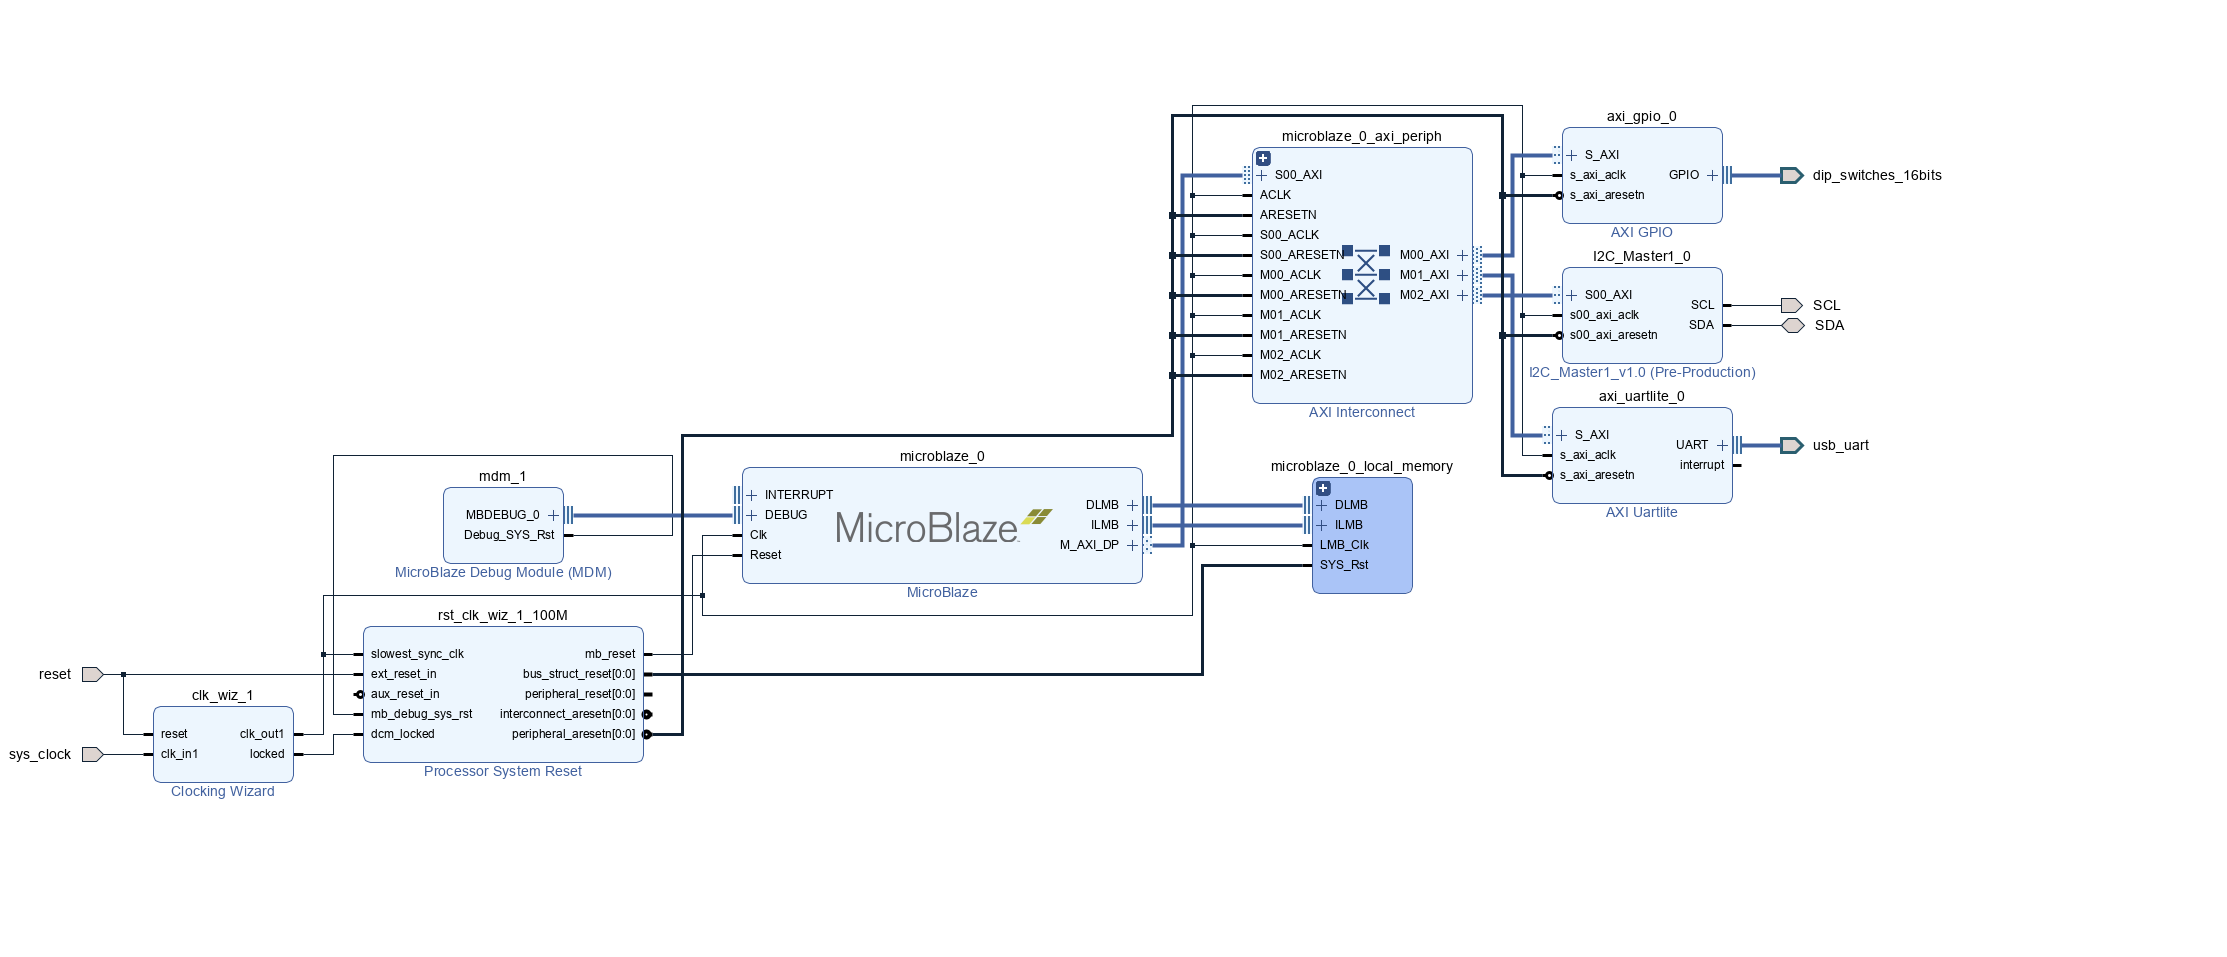 reset
sys_clock
clk_wiz_1
reset
clk_in1
clk_out1
locked
Clocking Wizard
mdm_1
MBDEBUG_0
Debug_SYS_Rst
MicroBlaze Debug Module (MDM)
rst_clk_wiz_1_100M
slowest_sync_clk
ext_reset_in
aux_reset_in
mb_debug_sys_rst
dcm_locked
mb_reset
bus_struct_reset[0:0]
peripheral_reset[0:0]
interconnect_aresetn[0:0]
peripheral_aresetn[0:0]
Processor System Reset
microblaze_0
INTERRUPT
DEBUG
Clk
Reset
MicroBlaze
DLMB
ILMB
M_AXI_DP
MicroBlaze
microblaze_0_axi_periph
S00_AXI
ACLK
ARESETN
S00_ACLK
S00_ARESETN
M00_ACLK
M00_ARESETN
M01_ACLK
M01_ARESETN
M02_ACLK
M02_ARESETN
M00_AXI
M01_AXI
M02_AXI
AXI Interconnect
microblaze_0_local_memory
DLMB
ILMB
LMB_Clk
SYS_Rst
axi_gpio_0
S_AXI
s_axi_aclk
s_axi_aresetn
GPIO
AXI GPIO
dip_switches_16bits
I2C_Master1_0
S00_AXI
s00_axi_aclk
s00_axi_aresetn
SCL
SDA
I2C_Master1_v1.0 (Pre-Production)
SCL
SDA
axi_uartlite_0
S_AXI
s_axi_aclk
s_axi_aresetn
UART
interrupt
AXI Uartlite
usb_uart